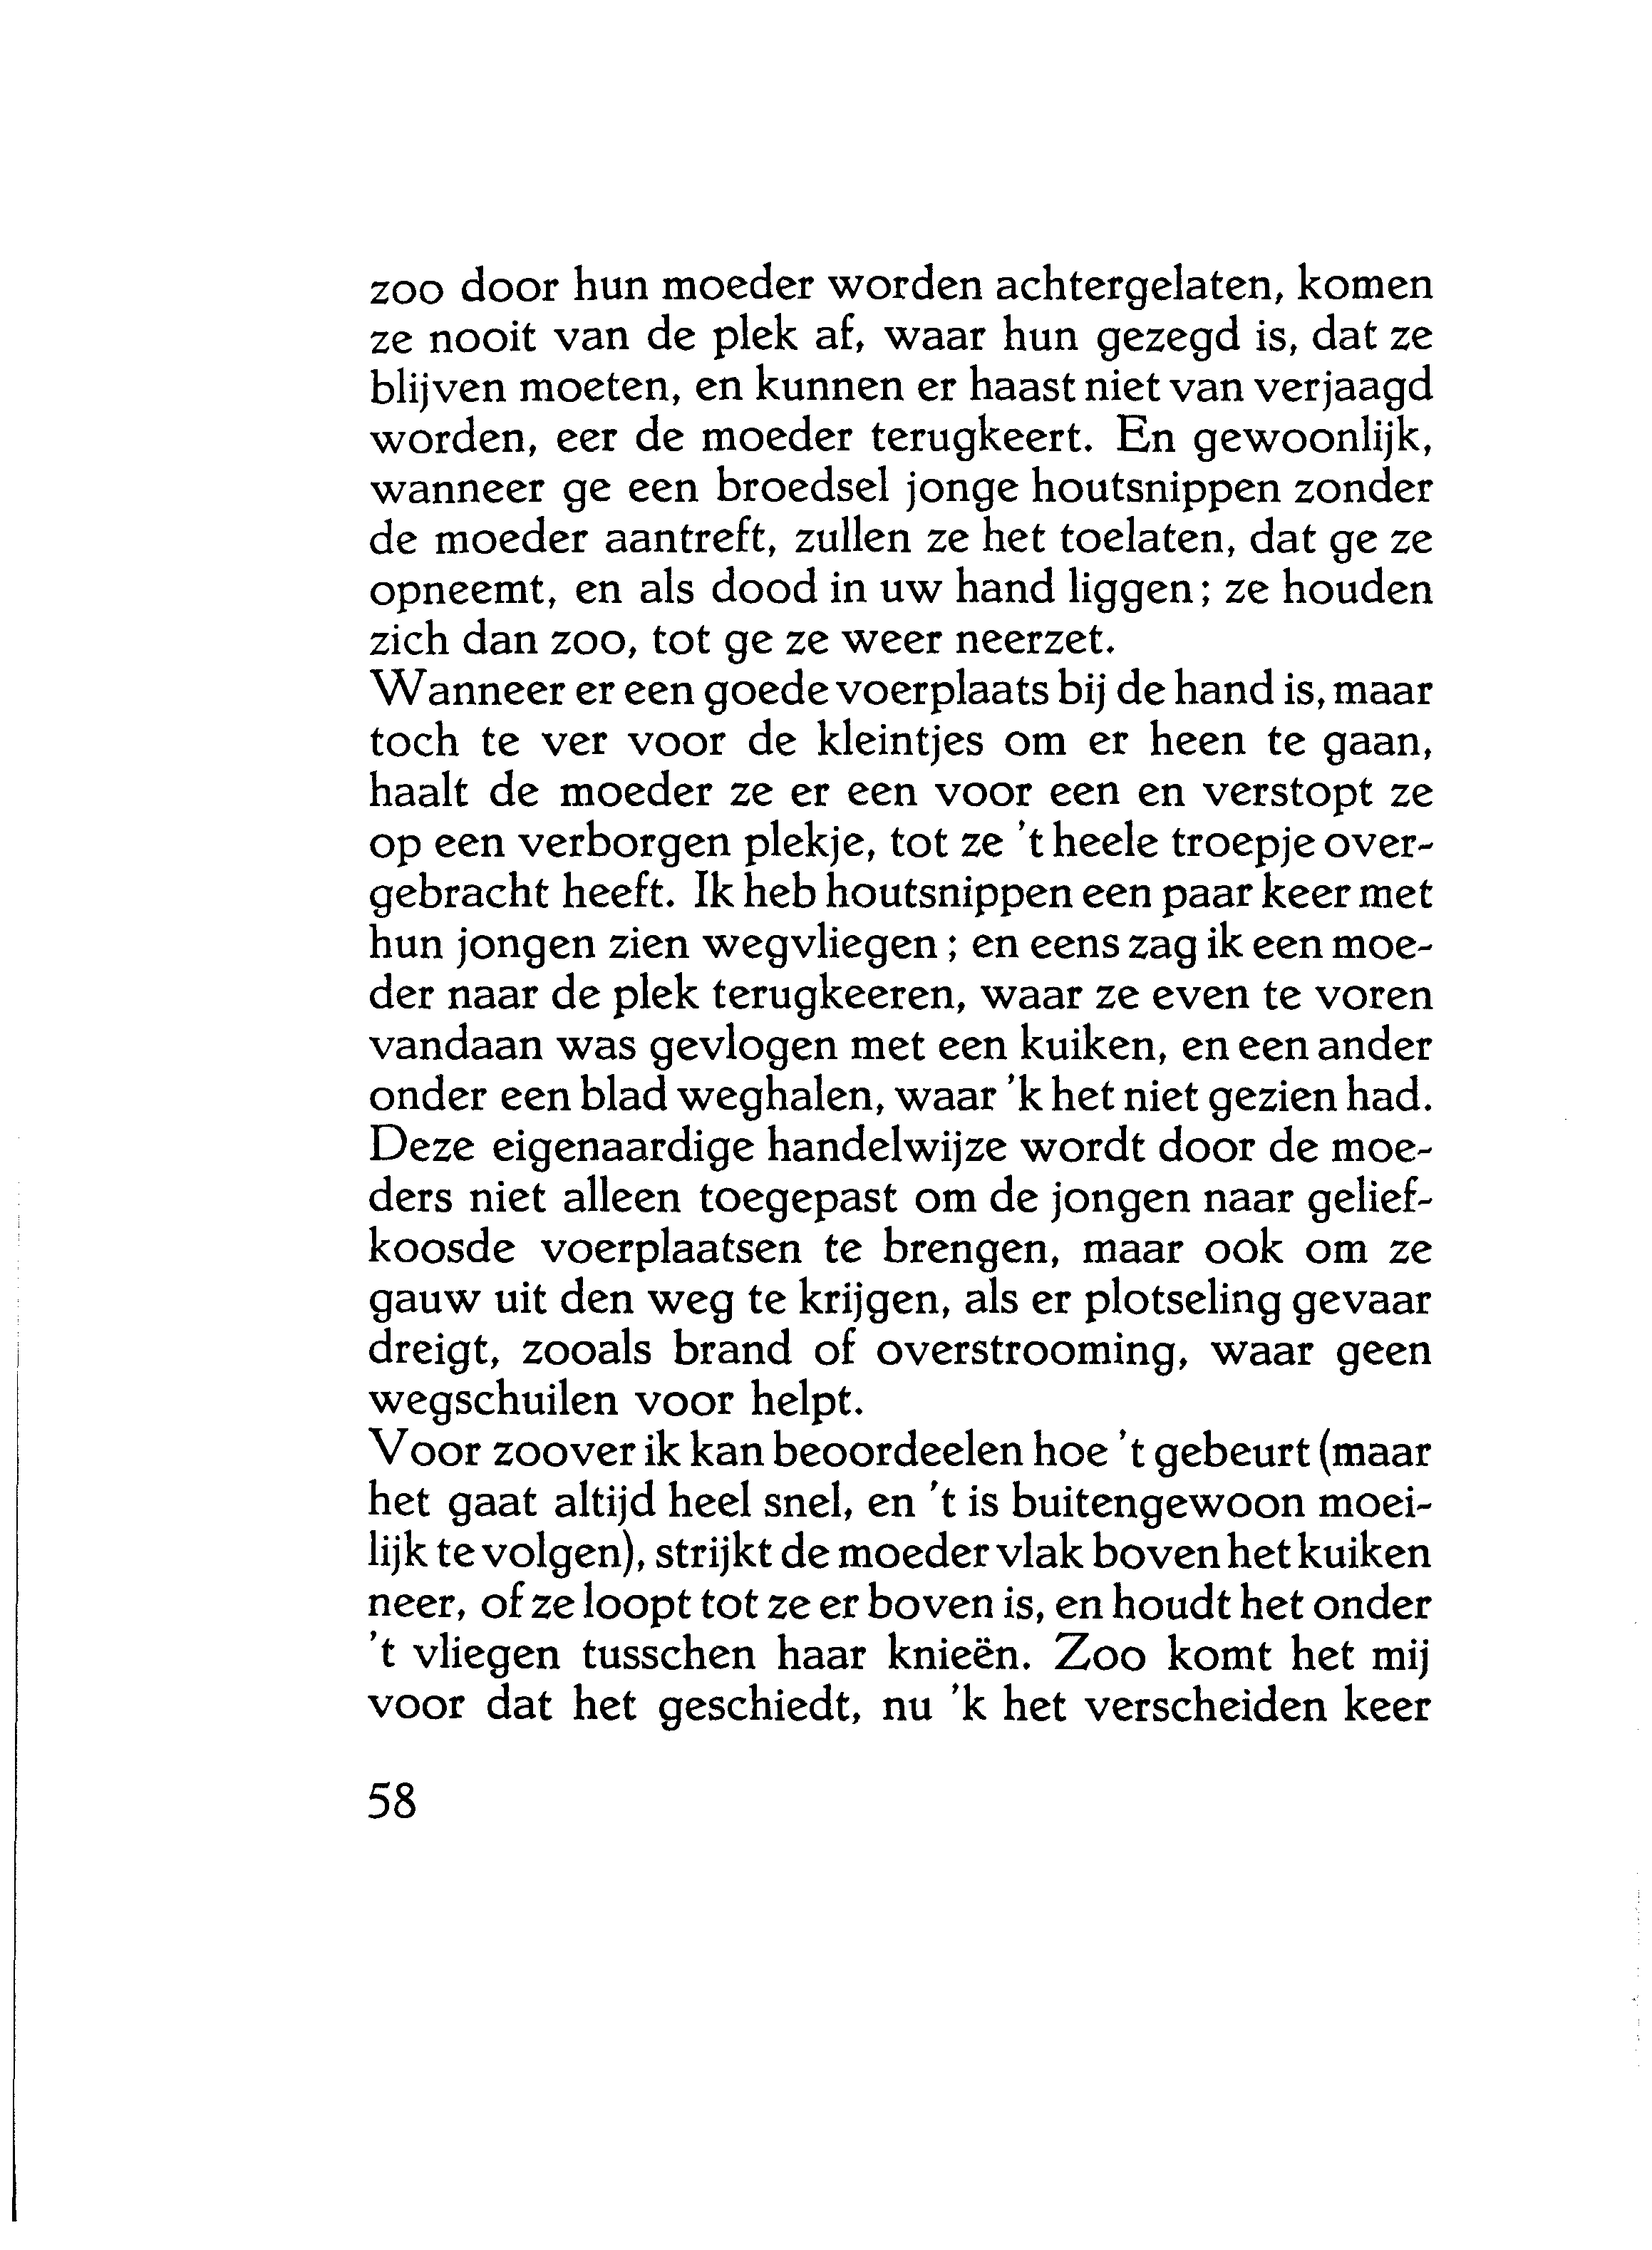 zoo door hun moeder worden achtergelaten, komen
ze nooit van de plek af, waar hun gezegd is, dat ze
blijven moeten, en kunnen er haast niet van verjaagd
worden, eer de moeder terugkeert. En gewoonlijk,
wanneer ge een broedsel jonge houtsnippen zonder
de moeder aantreft, zullen ze het toelaten, dat ge ze
opneemt, en als dood in uw hand liggen; ze houden
zich dan zoo, tot ge ze weer neerzet.
Wanneer er een goede voerplaats bij de hand is, maar
toch te ver voor de kleintjes om er heen te gaan,
haalt de moeder ze er een voor een en verstopt ze
op een verborgen plekje, tot ze 't heele troepje over-
gebracht heeft. Ik heb houtsnippen een paar keer met
hun jongen zien wegvliegen; en eens zag ik een moe-
der naar de plek terugkeeren, waar ze even te voren
vandaan was gevlogen met een kuiken, en een ander
onder een blad weghalen, waar 'k het niet gezien had.
Deze eigenaardige handelwijze wordt door de moe-
ders niet alleen toegepast om de jongen naar gelief-
koosde voerplaatsen te brengen, maar ook om ze
gauw uit den weg te krijgen, als er plotseling gevaar
dreigt, zooals brand of overstrooming, waar geen
wegschuilen voor helpt.
Voor zoover ik kan beoordeelen hoe 't gebeurt (maar
het gaat altijd heel snel, en 't is buitengewoon moei-
lijk te volgen), strijkt de moeder vlak boven het kuiken
neer, of ze loopt tot ze er boven is, en houdt het onder
't vliegen tusschen haar knieën. Zoo komt het mij
voor dat het geschiedt, nu 'k het verscheiden keer
58